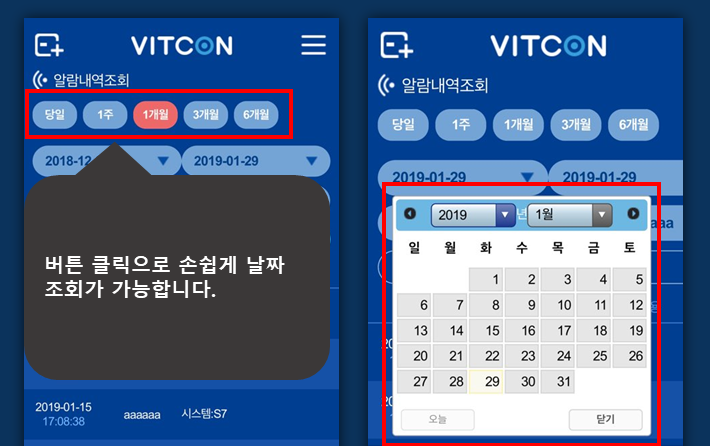 VITCON
알람내역조회
당일 1주 1개월 3개월 6개월
2018-12 2019-01-29
버튼 클릭으로 손쉽게 날짜
조회가 가능합니다.
2019-01-15
17:08:38
aaaaaa 시스템:S7
VITCON
알람내역조회
당일 1주 1개월 3개월 6개월
2019-01-29 2019-01-29
2019 년 1월
aaa
일 월 화 수 목 금 토
1 2 3 4 5
6 7 8 9 10 11 12
13 14 15 16 17 18 19
20 21 22 23 24 25 26
27 28 29 30 31
오늘 닫기